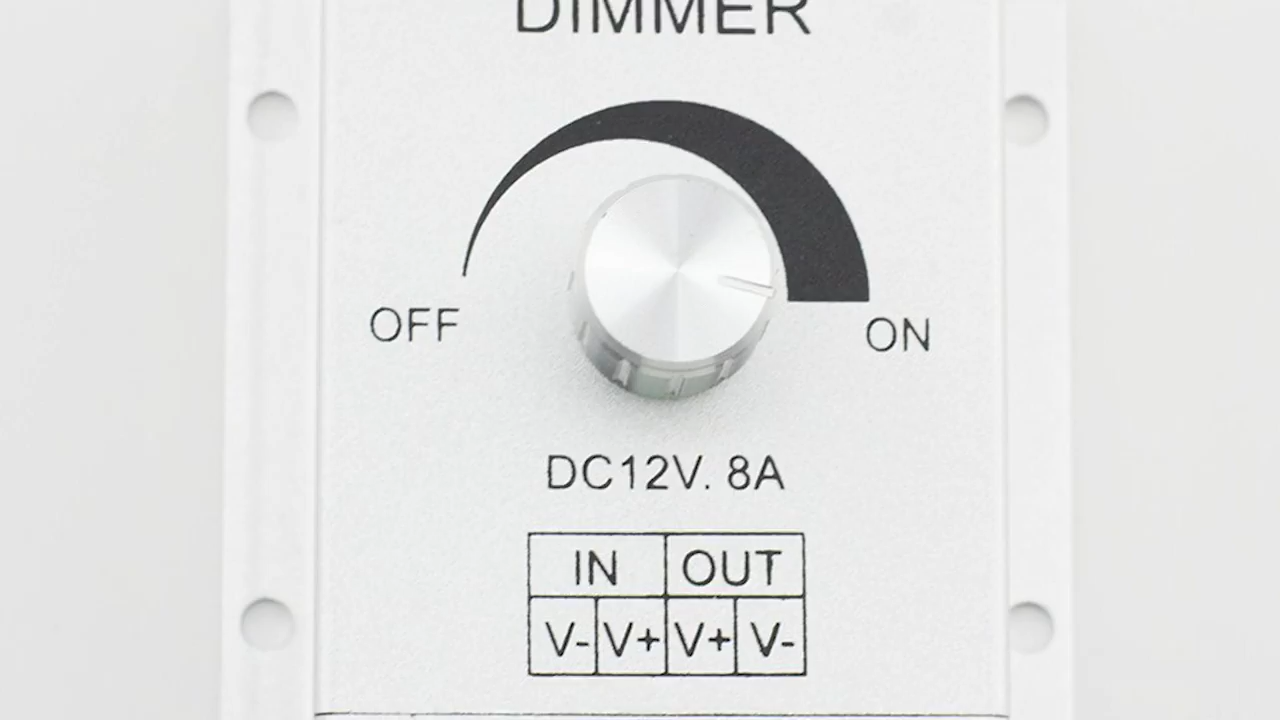 DIMMER
OFF
ON
DC12V. 8A
IN OUT
V- V+ V+ V-